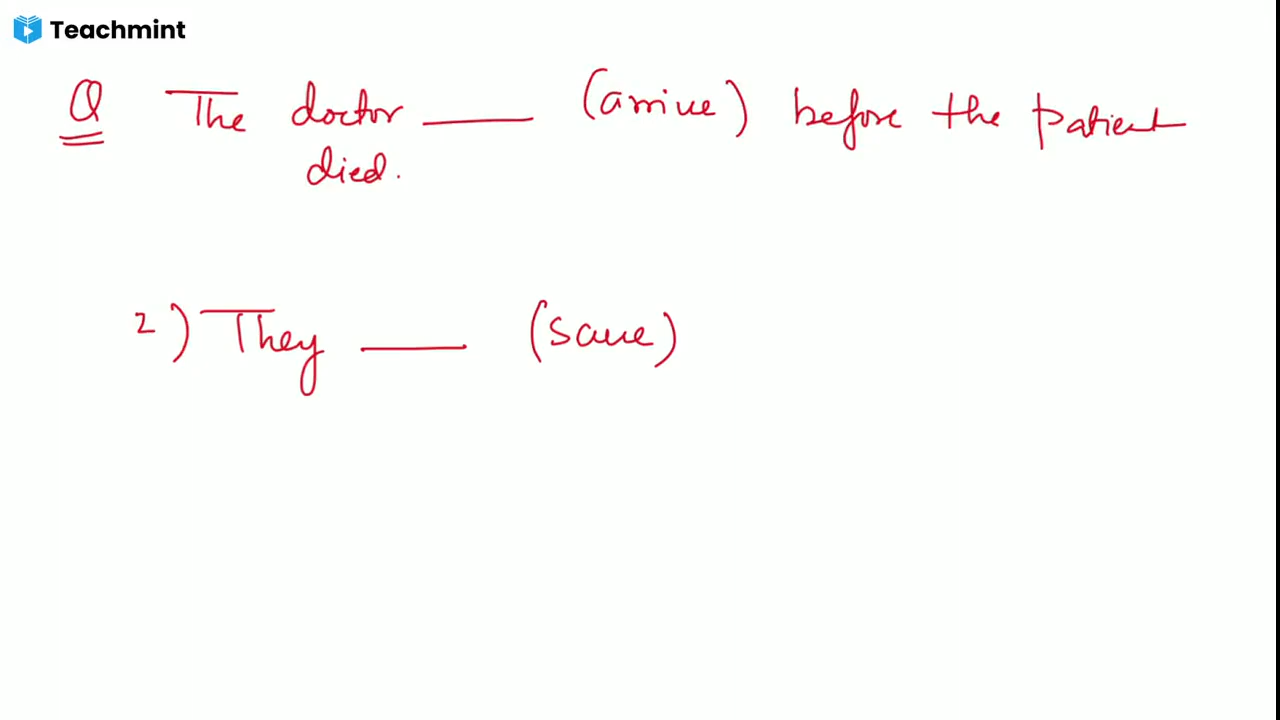 Teachmint
Q The doctor ____ (arrive) before the patient
died.
2) They ____ (save)